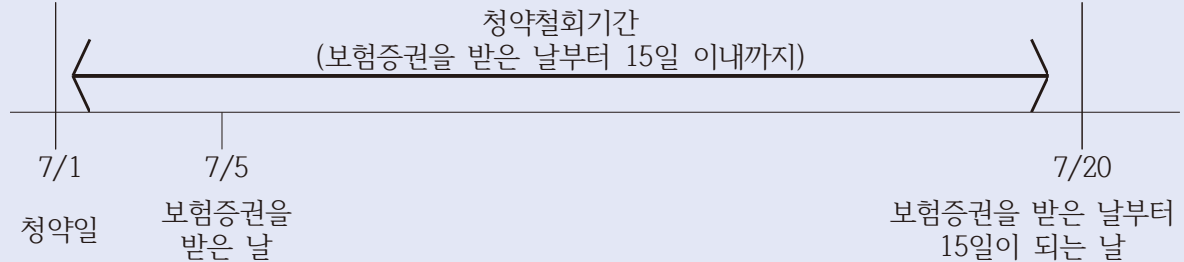 청약철회기간
(보험증권을 받은 날부터 15일 이내까지)
7/1
7/5
7/20
청약일
보험증권을
받은 날
보험증권을 받은 날부터
15일이 되는 날